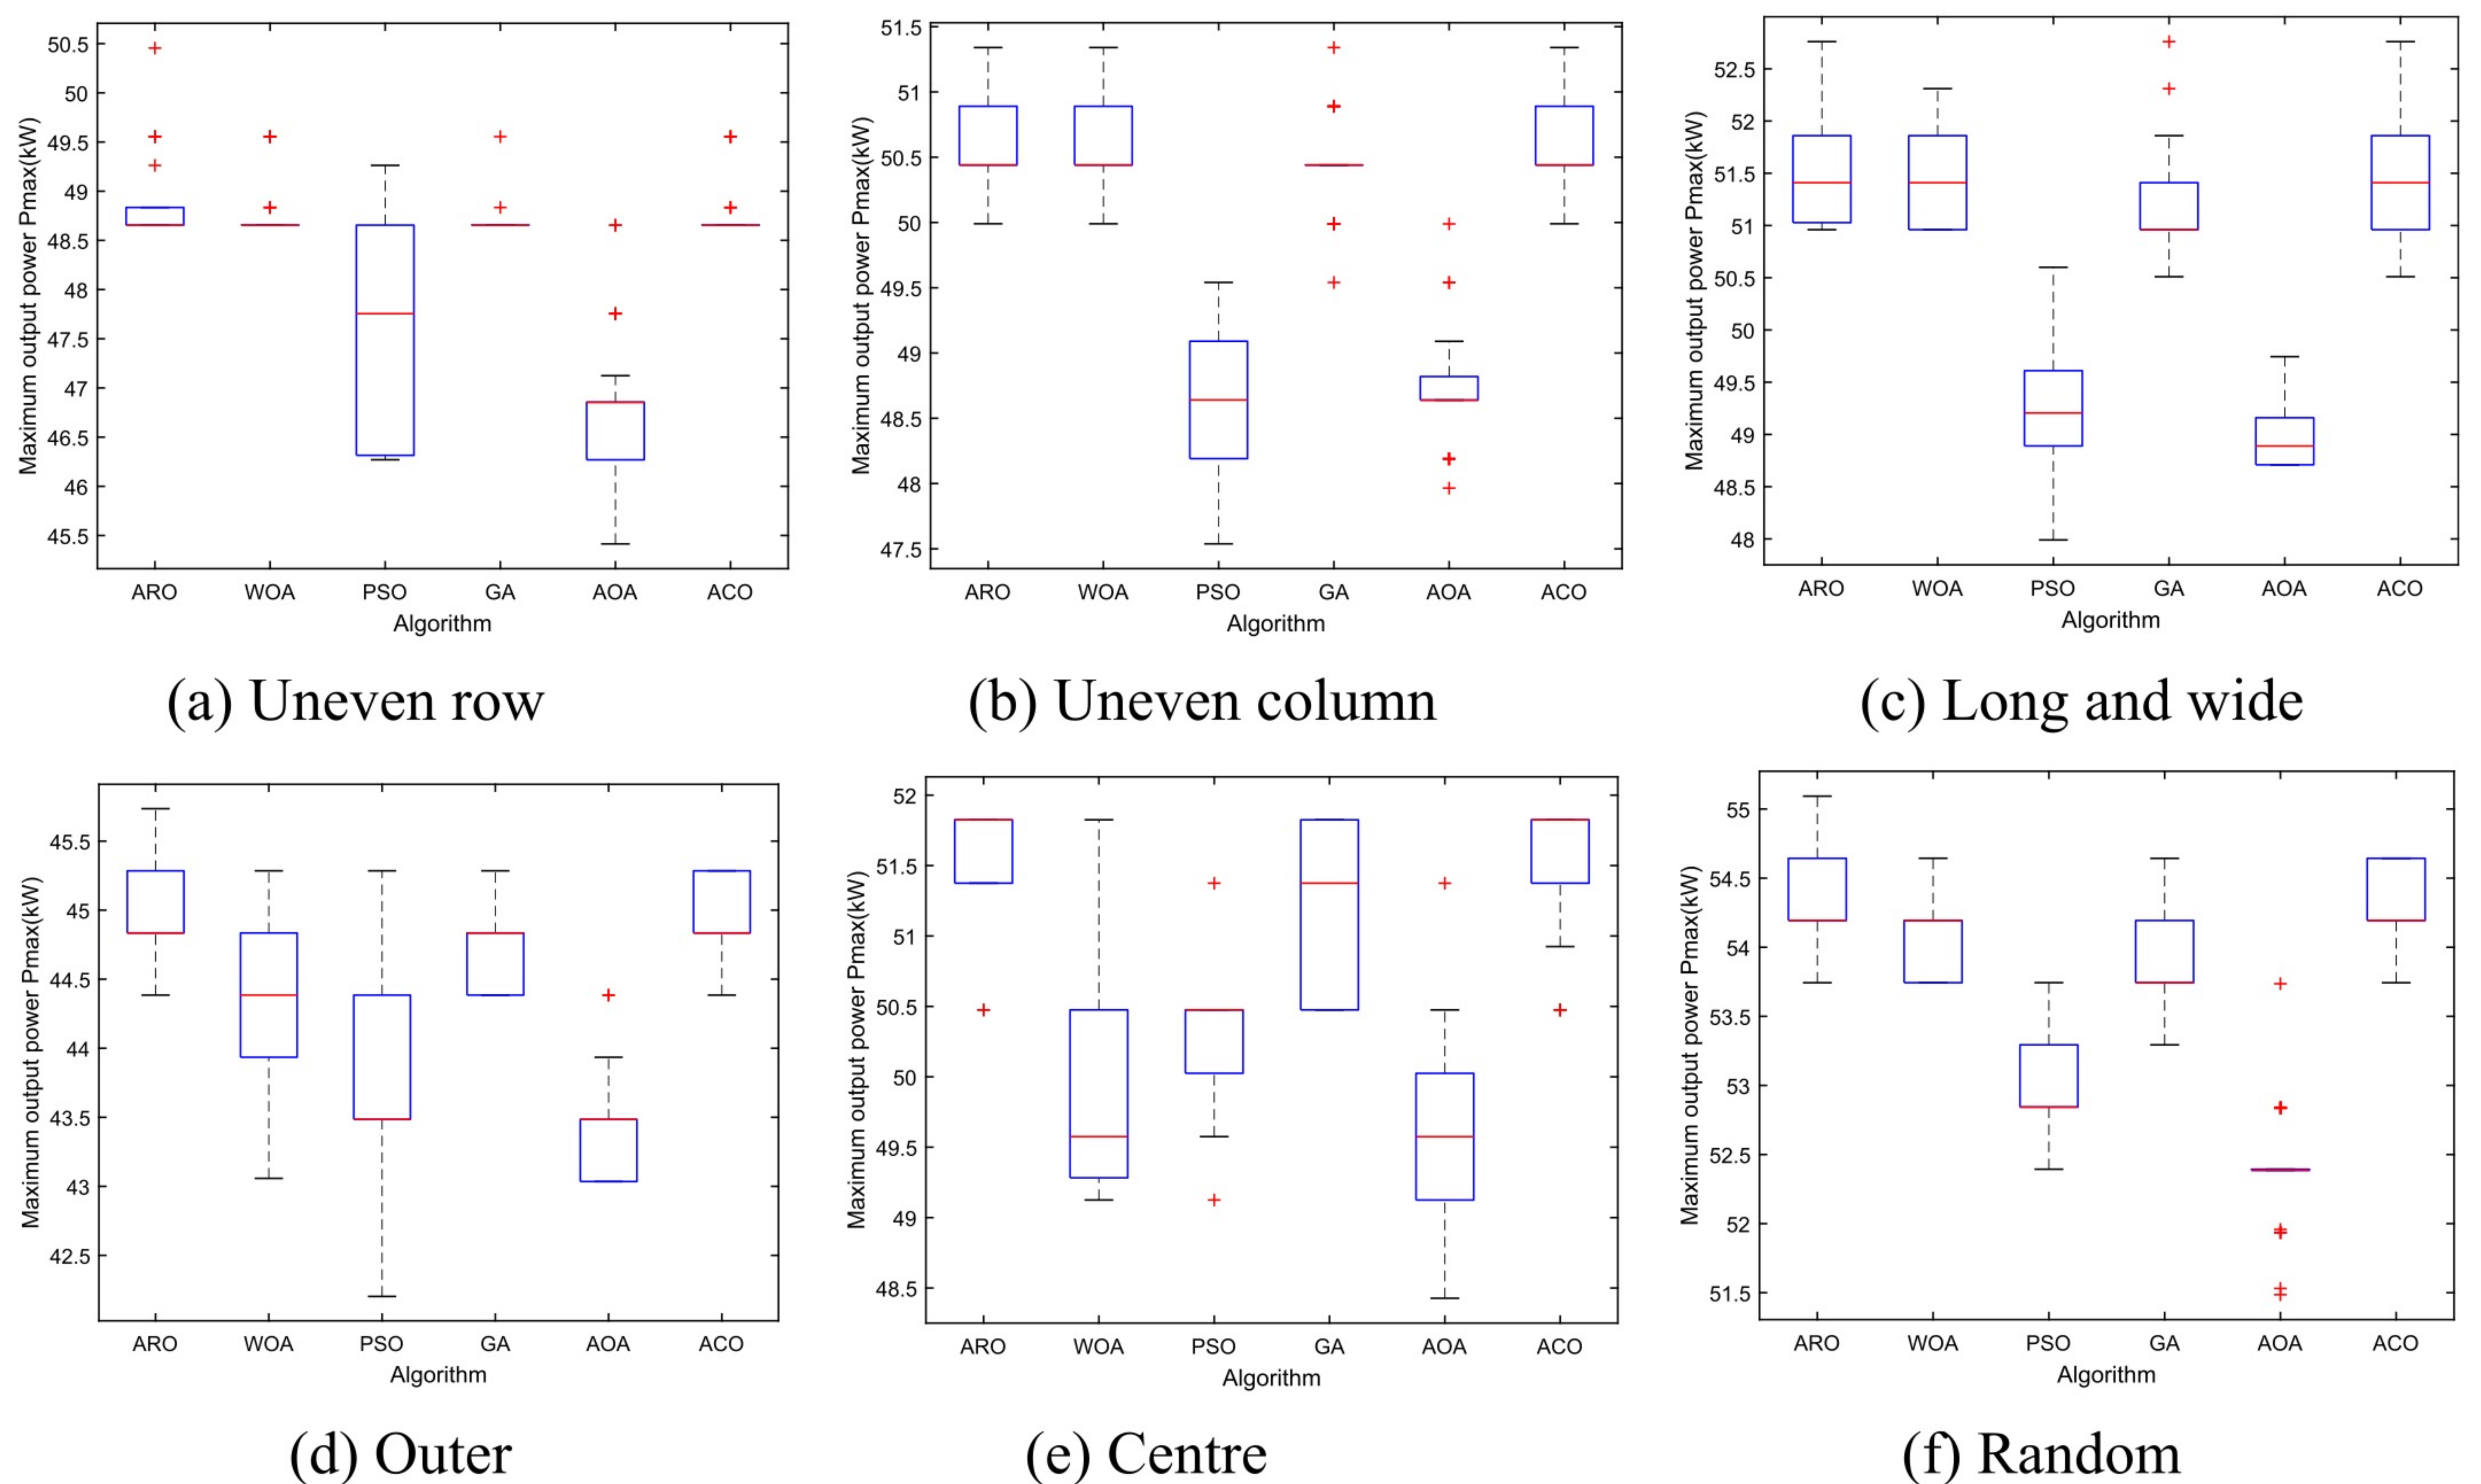 Maximum output power Pmax(kW)
50.5
50
49.5
49
48.5
48
47.5
47
46.5
46
45.5
ARO WOA PSO GA AOA ACO
Algorithm
(a) Uneven row
Maximum output power Pmax(kW)
51.5
51
50.5
50
49.5
49
48.5
48
47.5
ARO WOA PSO GA AOA ACO
Algorithm
(b) Uneven column
Maximum output power Pmax(kW)
52.5
52
51.5
51
50.5
50
49.5
49
48.5
48
ARO WOA PSO GA AOA ACO
Algorithm
(c) Long and wide
Maximum output power Pmax(kW)
45.5
45
44.5
44
43.5
43
42.5
ARO WOA PSO GA AOA ACO
Algorithm
(d) Outer
Maximum output power Pmax(kW)
52
51.5
51
50.5
50
49.5
49
48.5
ARO WOA PSO GA AOA ACO
Algorithm
(e) Centre
Maximum output power Pmax(kW)
55
54.5
54
53.5
53
52.5
52
51.5
ARO WOA PSO GA AOA ACO
Algorithm
(f) Random